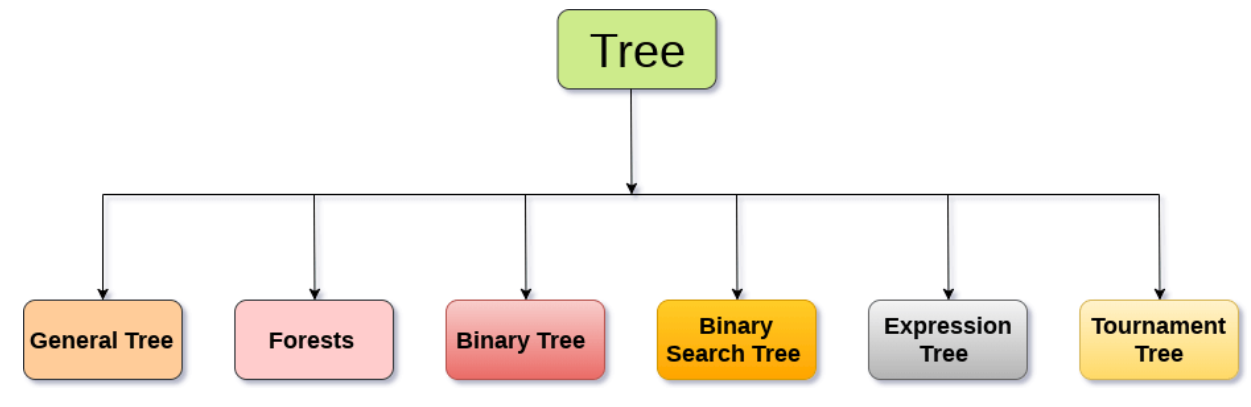 Tree
General Tree
Forests
Binary Tree
Binary
Search Tree
Expression
Tree
Tournament
Tree